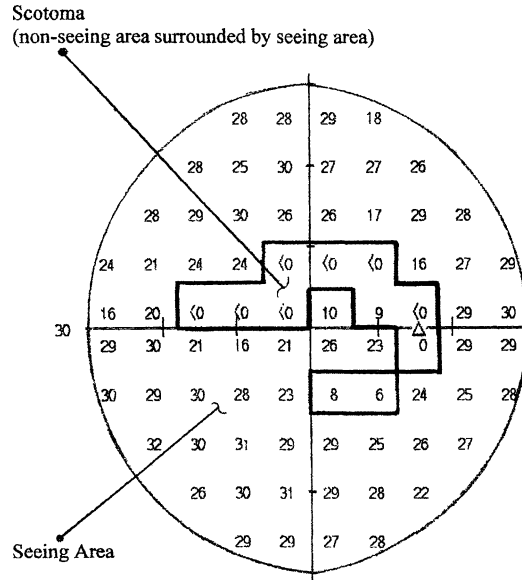 Scotoma
(non-seeing area surrounded by seeing area)
28 28 29 18
28 25 30 27 27 26
28 29 30 26 26 17 29 28
24 21 24 24 <0 <0 <0 16 27 29
16 20 <0 <0 <0 10 9 <0 29 29
30
29 30 21 16 21 26 23 0 29 29
30 29 30 28 23 8 6 24 25 28
32 30 31 29 29 25 26 27
26 30 31 29 28 22
29 29 27 28
Seeing Area